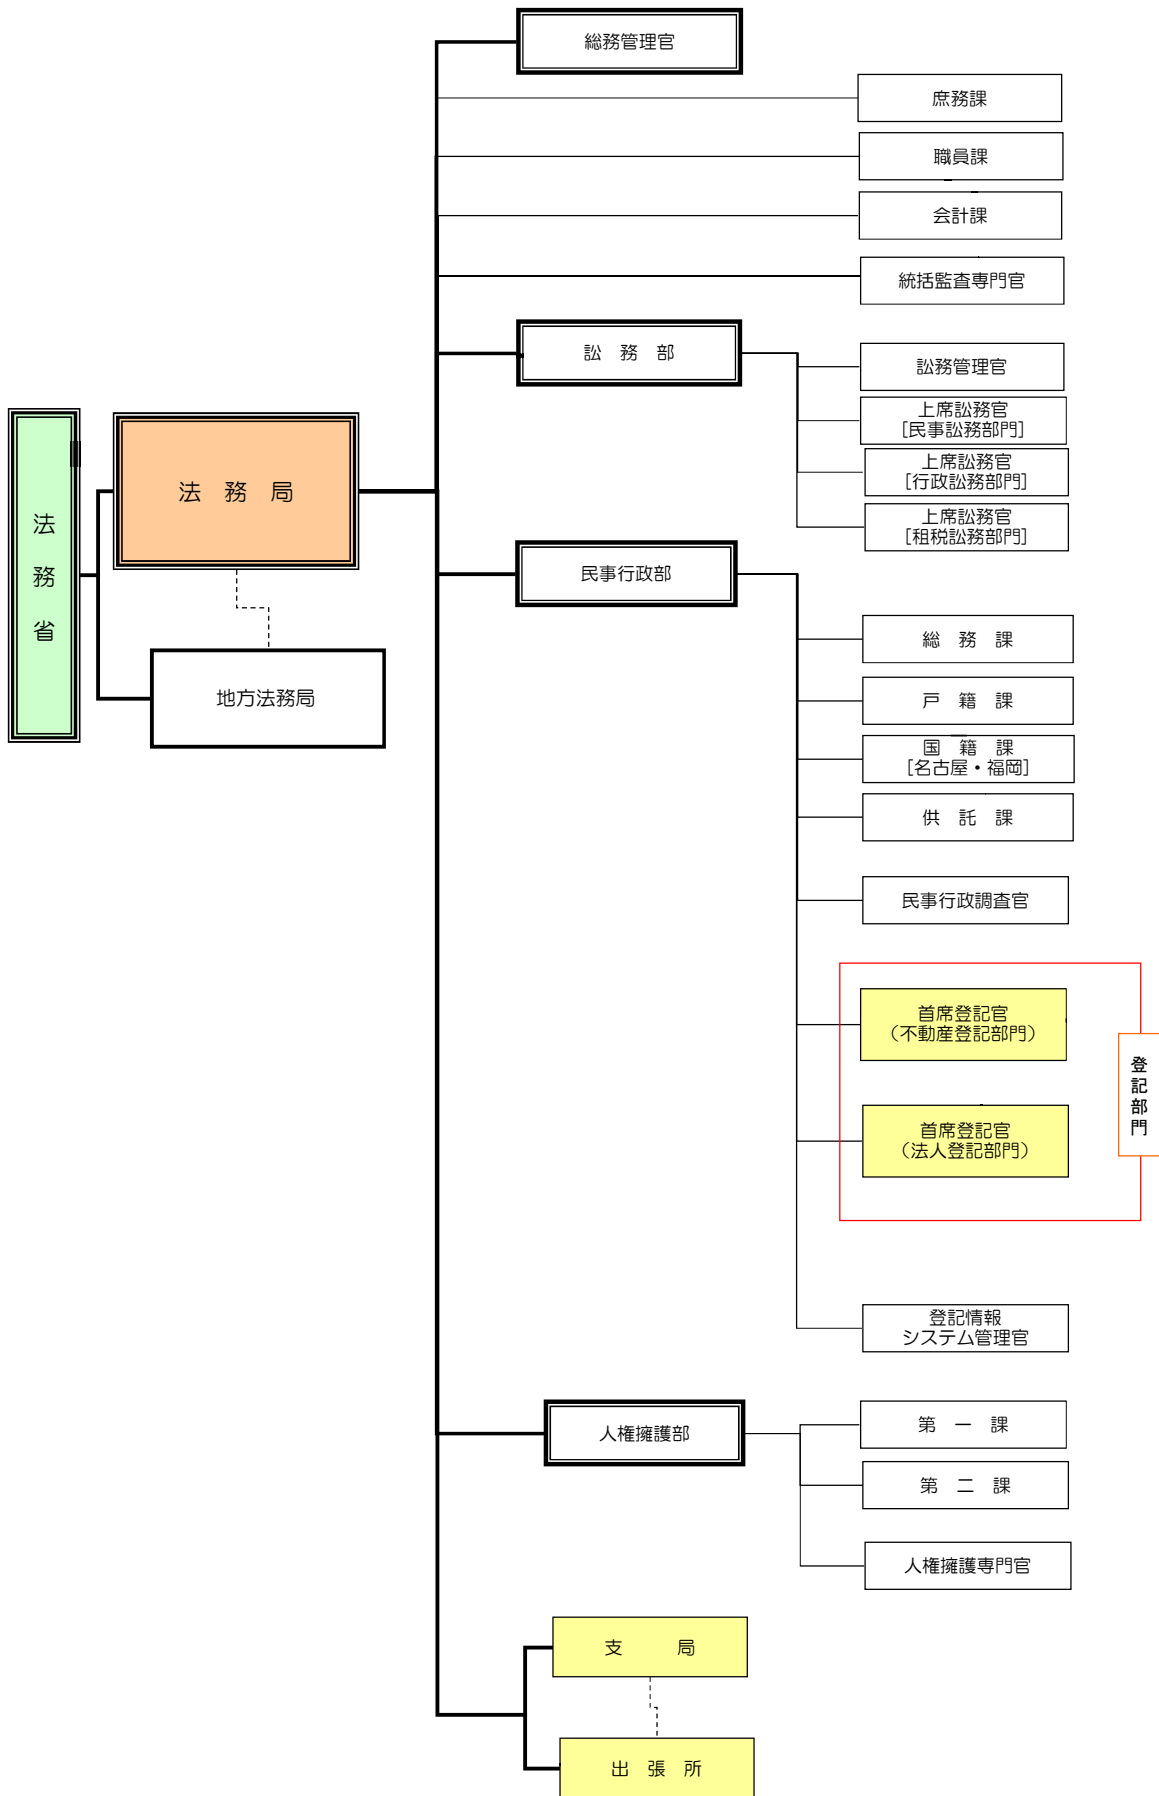 総務管理官
庶務課
職員課
会計課
統括監査専門官
訟　務　部
訟務管理官
上席訟務官
[民事訟務部門]
上席訟務官
[行政訟務部門]
上席訟務官
[租税訟務部門]
法　務　局
法務省
地方法務局
民事行政部
総　務　課
戸　籍　課
国　籍　課
[名古屋・福岡]
供　託　課
民事行政調査官
首席登記官
（不動産登記部門）
登記部門
首席登記官
（法人登記部門）
登記情報
システム管理官
人権擁護部
第　一　課
第　二　課
人権擁護専門官
支　　　局
出　張　所